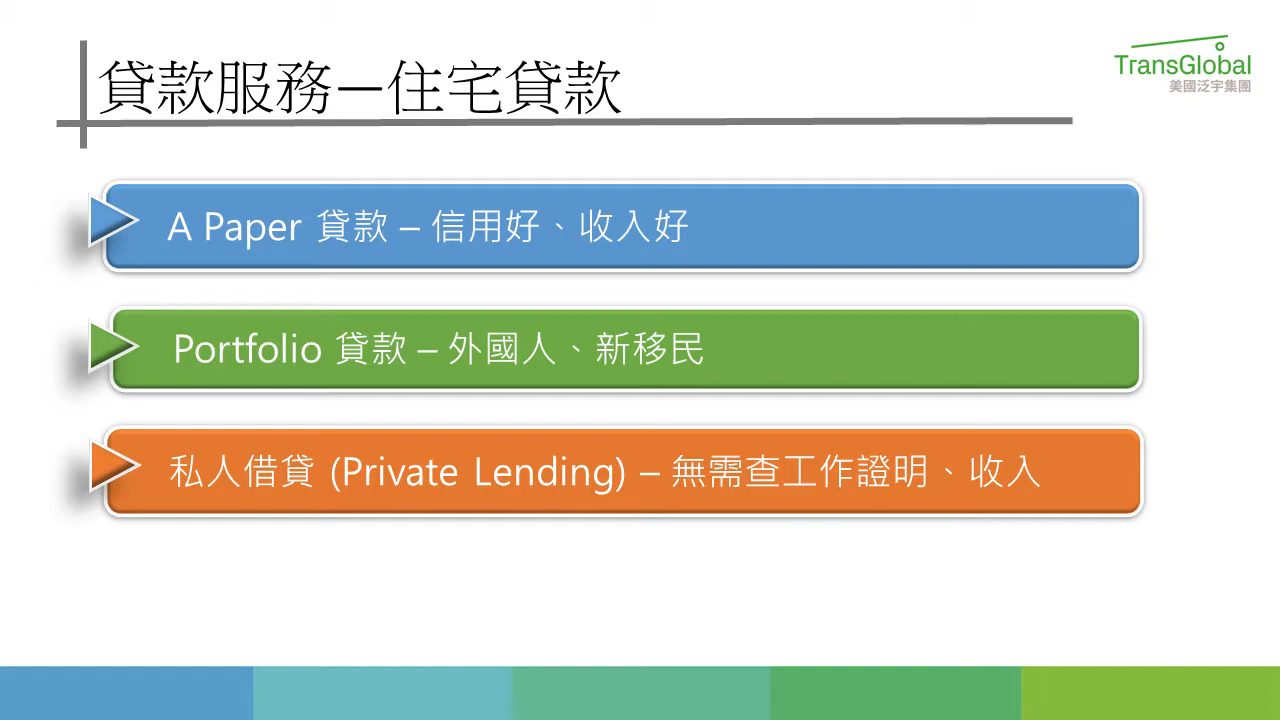 貸款服務—住宅貸款
TransGlobal
美國泛宇集團
A Paper 貸款 – 信用好、收入好
Portfolio 貸款 – 外國人、新移民
私人借貸 (Private Lending) – 無需查工作證明、收入